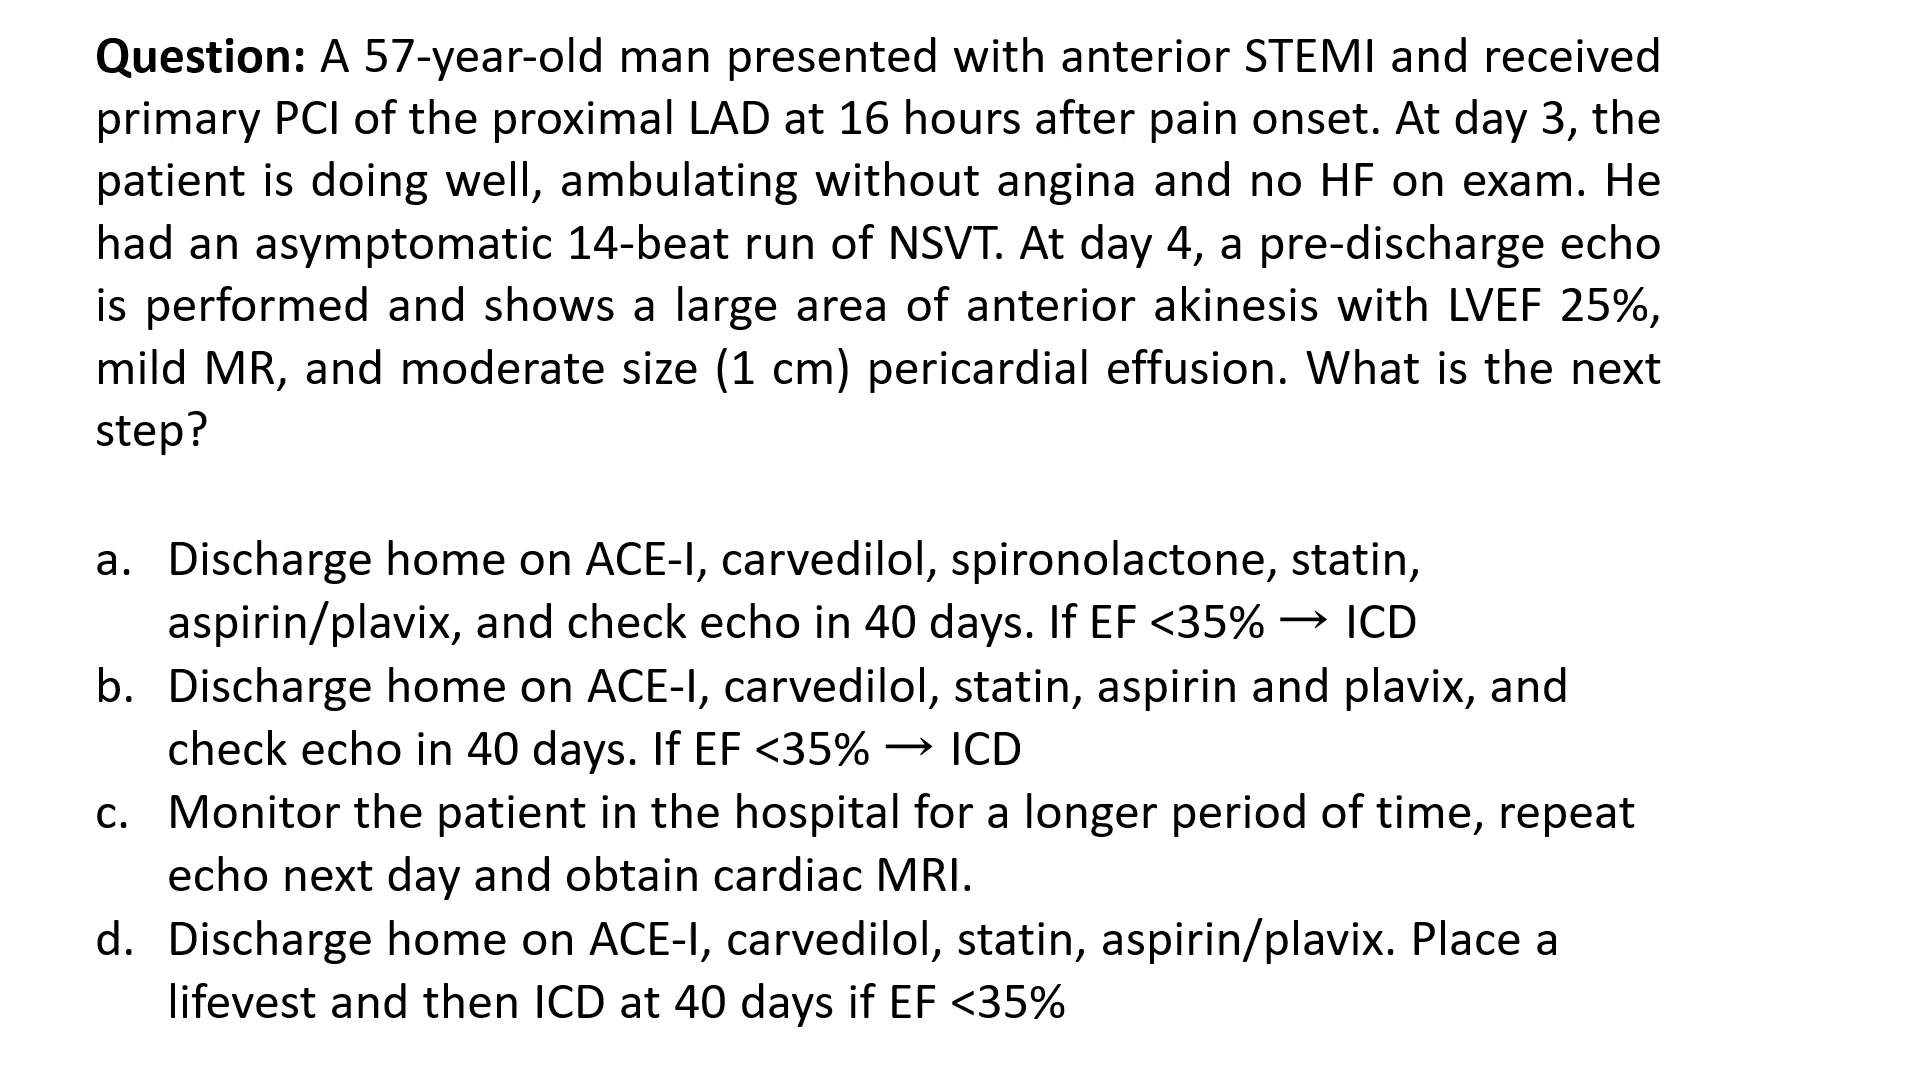 Question: A 57-year-old man presented with anterior STEMI and received
primary PCI of the proximal LAD at 16 hours after pain onset. At day 3, the
patient is doing well, ambulating without angina and no HF on exam. He
had an asymptomatic 14-beat run of NSVT. At day 4, a pre-discharge echo
is performed and shows a large area of anterior akinesis with LVEF 25%,
mild MR, and moderate size (1 cm) pericardial effusion. What is the next
step?
a. Discharge home on ACE-I, carvedilol, spironolactone, statin,
aspirin/plavix, and check echo in 40 days. If EF <35% → ICD
b. Discharge home on ACE-I, carvedilol, statin, aspirin and plavix, and
check echo in 40 days. If EF <35% → ICD
c. Monitor the patient in the hospital for a longer period of time, repeat
echo next day and obtain cardiac MRI.
d. Discharge home on ACE-I, carvedilol, statin, aspirin/plavix. Place a
lifevest and then ICD at 40 days if EF <35%